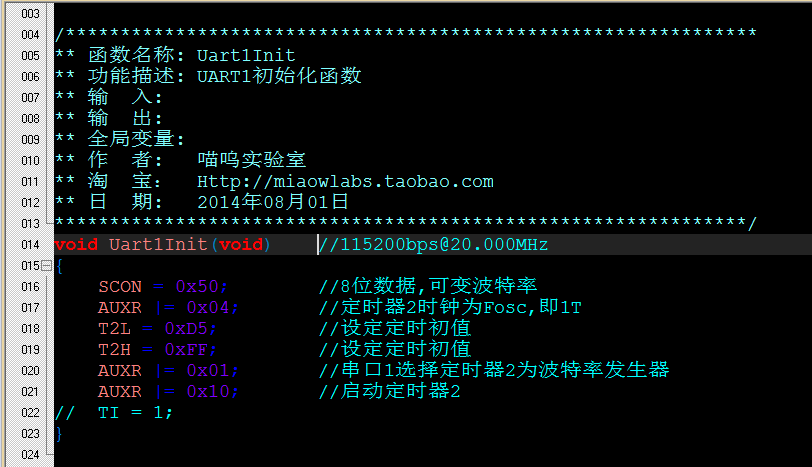 003
004 /****************************************************************
005 ** 函数名称: Uart1Init
006 ** 功能描述: UART1初始化函数
007 ** 输  入:
008 ** 输  出:
009 ** 全局变量:
010 ** 作  者:  喵呜实验室
011 ** 淘  宝:  Http://miaowlabs.taobao.com
012 ** 日  期:  2014年08月01日
013 ****************************************************************/
014 void Uart1Init(void)    //115200bps@20.000MHz
015 {
016     SCON = 0x50;        //8位数据,可变波特率
017     AUXR |= 0x04;       //定时器2时钟为Fosc,即1T
018     T2L = 0xD5;         //设定定时初值
019     T2H = 0xFF;         //设定定时初值
020     AUXR |= 0x01;       //串口1选择定时器2为波特率发生器
021     AUXR |= 0x10;       //启动定时器2
022 //  TI = 1;
023 }
024